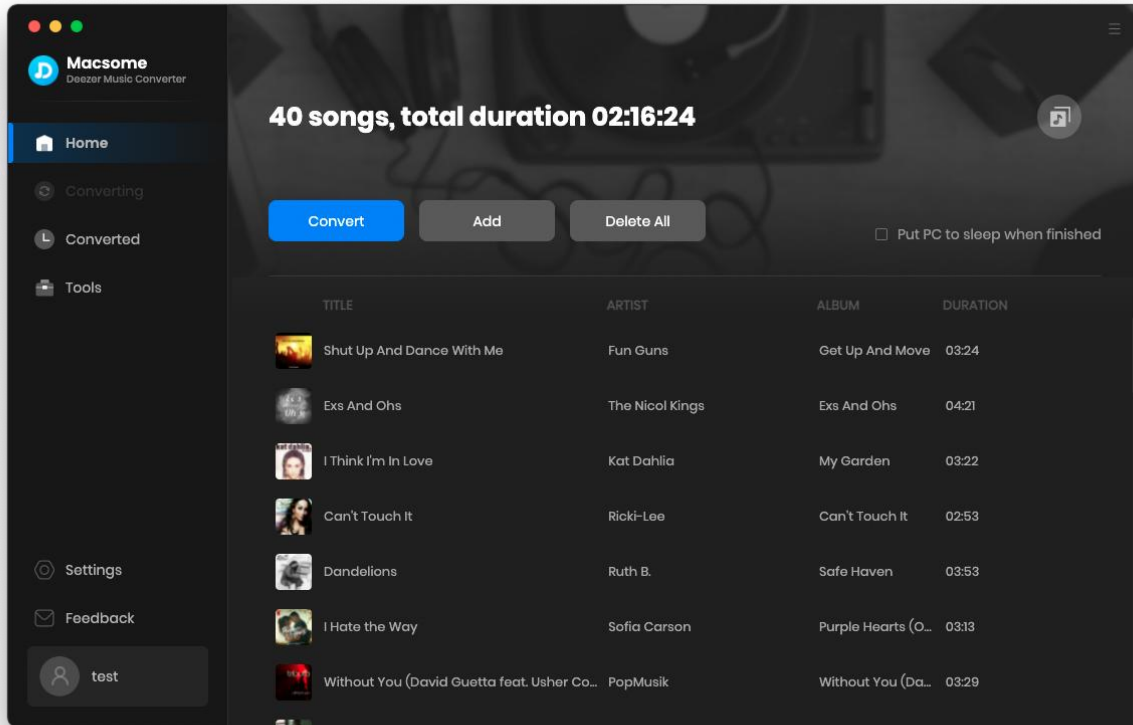 Macsome
Deezer Music Converter
Home
Converting
Converted
Tools
Settings
Feedback
test
40 songs, total duration 02:16:24
Convert Add Delete All
Put PC to sleep when finished
TITLE ARTIST ALBUM DURATION
Shut Up And Dance With Me Fun Guns Get Up And Move 03:24
Exs And Ohs The Nicol Kings Exs And Ohs 04:21
I Think I'm In Love Kat Dahlia My Garden 03:22
Can't Touch It Ricki-Lee Can't Touch It 02:53
Dandelions Ruth B. Safe Haven 03:53
I Hate the Way Sofia Carson Purple Hearts (O... 03:13
Without You (David Guetta feat. Usher Co... PopMusik Without You (Da... 03:29